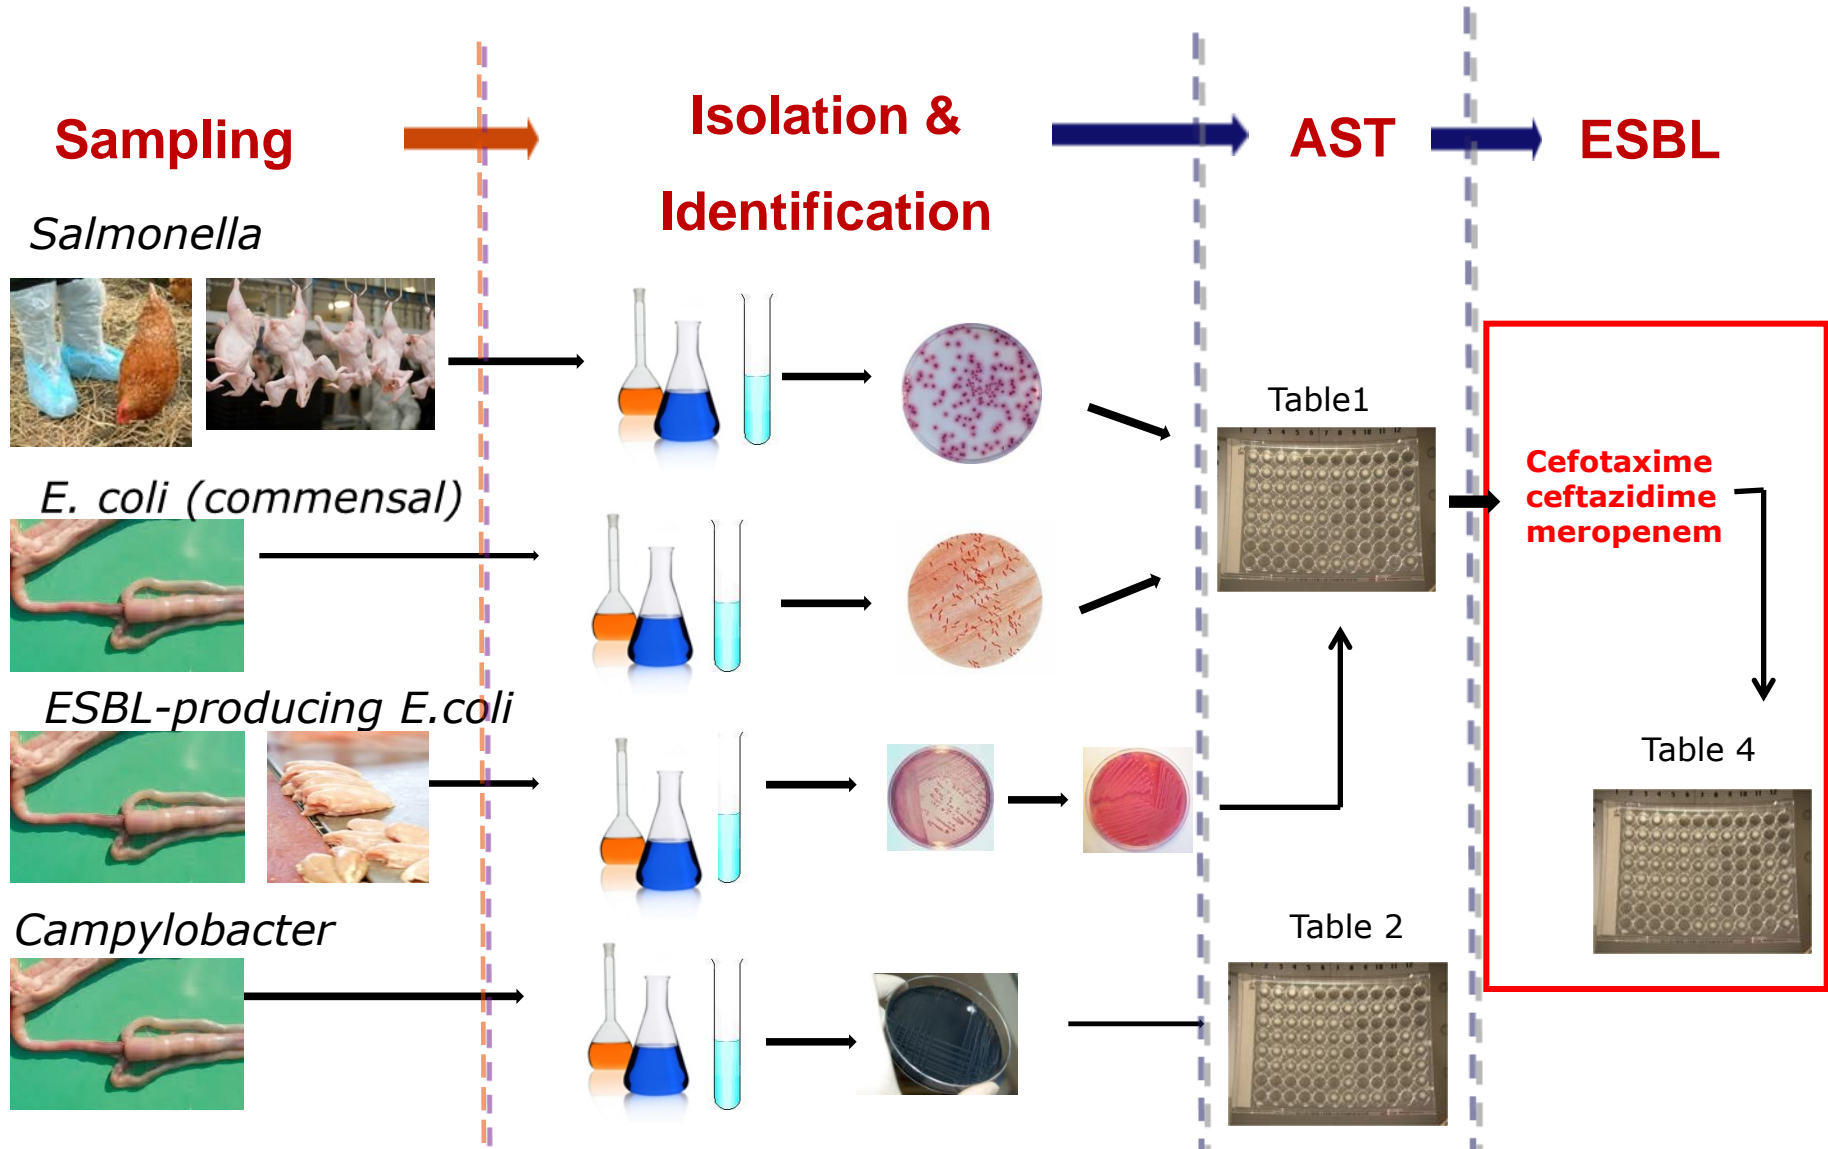 Sampling
Isolation &
Identification
AST
ESBL
Salmonella
E. coli (commensal)
ESBL-producing E.coli
Campylobacter
Table1
Cefotaxime
ceftazidime
meropenem
Table 4
Table 2